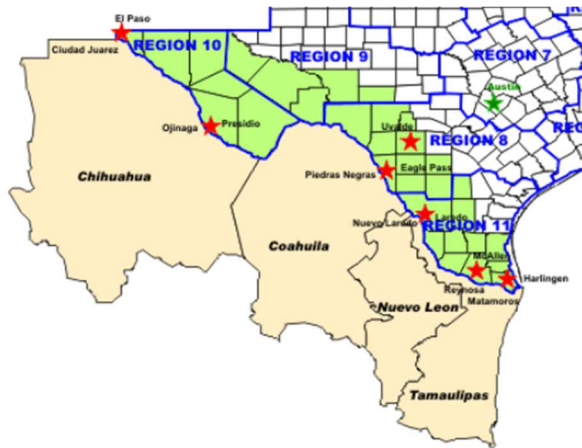 El Paso
Ciudad Juarez
REGION 10
REGION 9
REGION 7
Austin
Ojinaga
Presidio
Uvalde
REGION 8
Chihuahua
Piedras Negras
Eagle Pass
Coahuila
Nuevo Laredo
Laredo
REGION 11
McAllen
Reynosa
Harlingen
Matamoros
Nuevo Leon
Tamaulipas